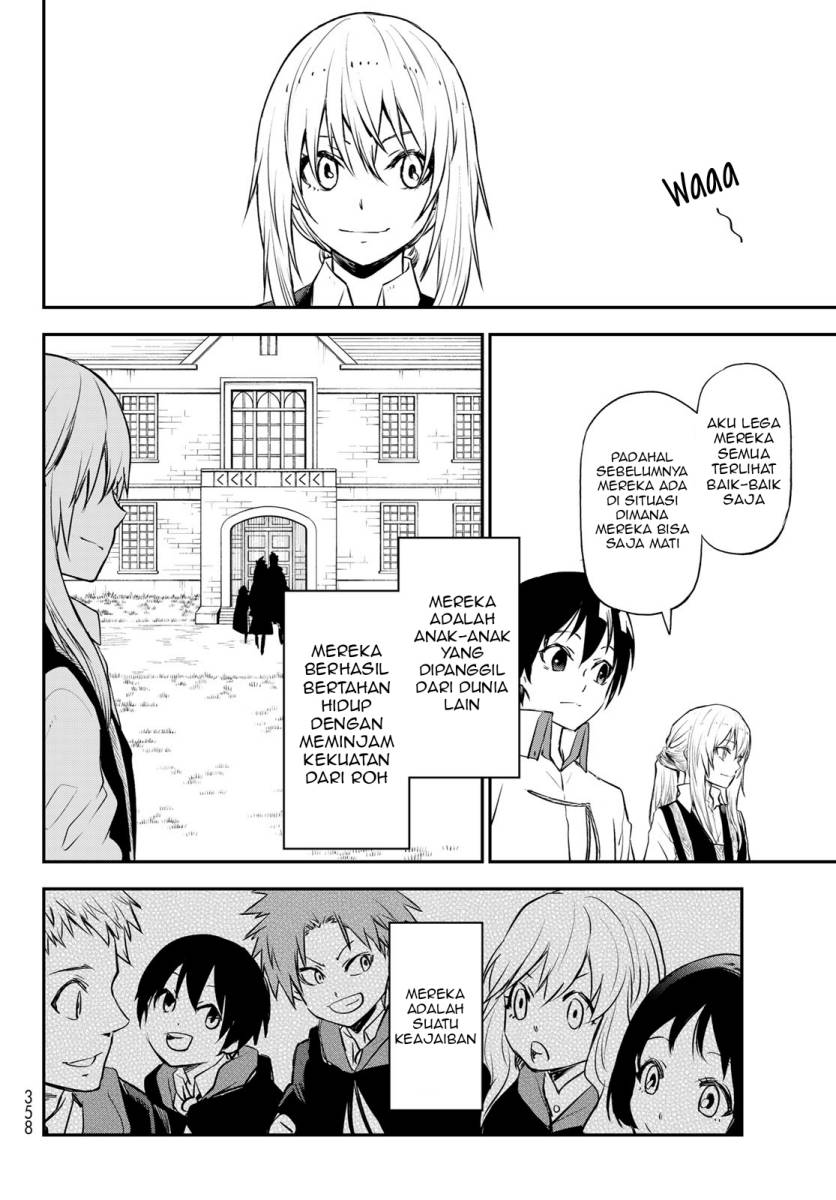 Waaa
AKU LEGA
MEREKA
SEMUA
TERLIHAT
BAIK-BAIK
SAJA
PADAHAL
SEBELUMNYA
MEREKA ADA
DI SITUASI
DIMANA
MEREKA BISA
SAJA MATI
MEREKA
ADALAH
ANAK-ANAK
YANG
DIPANGGIL
DARI DUNIA
LAIN
MEREKA
BERHASIL
BERTAHAN
HIDUP
DENGAN
MEMINJAM
KEKUATAN
DARI ROH
MEREKA
ADALAH
SUATU
KEAJAIBAN
358